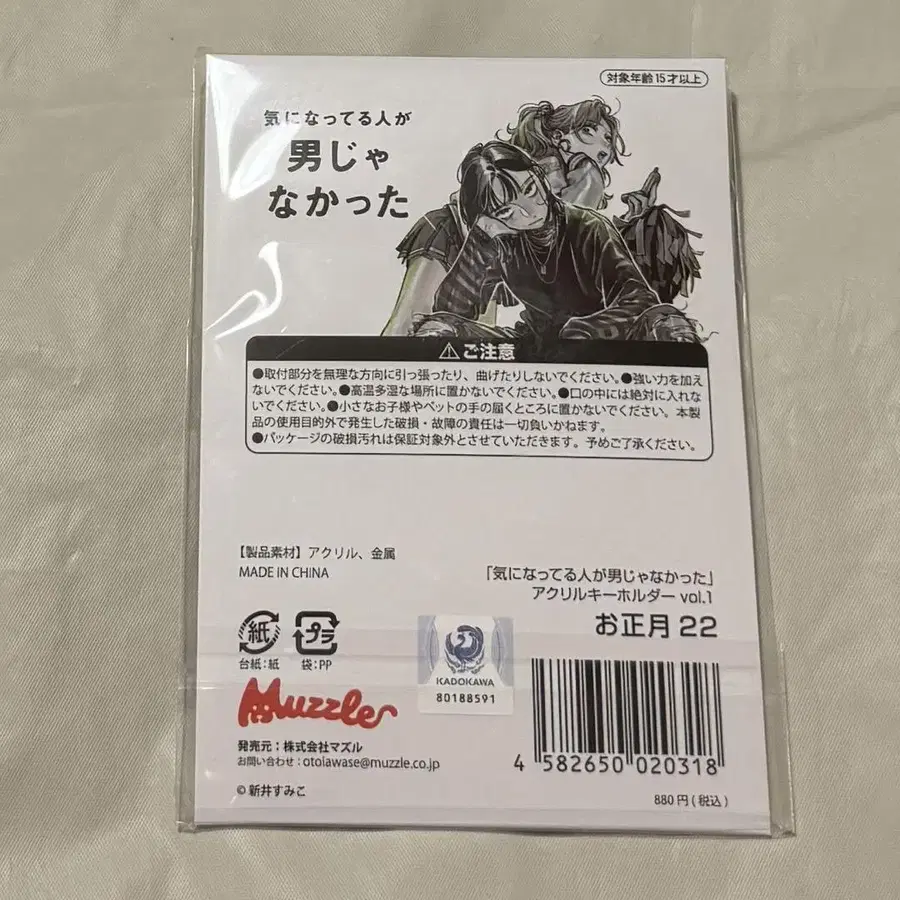 対象年齢15才以上
気になってる人が
男じゃ
なかった
⚠ご注意
●取付部分を無理な方向に引っ張ったり、曲げたりしないでください。●強い力を加え
ないでください。●高温多湿な場所に置かないでください。●口の中には絶対に入れな
いでください。●小さなお子様やペットの手の届くところに置かないでください。本製
品の使用目的外で発生した破損・故障の責任は一切負いかねます。
●パッケージの破損汚れは保証対象外とさせていただきます。予めご了承ください。
【製品素材】アクリル、金属
MADE IN CHINA
「気になってる人が男じゃなかった」
アクリルキーホルダー vol.1
お正月 22
紙
プラ
台紙:紙
袋:PP
KADOKAWA
80188591
Muzzle
発売元:株式会社マズル
お問い合わせ:otolawase@muzzle.co.jp
© 新井すみこ
4 582650 020318
880円(税込)